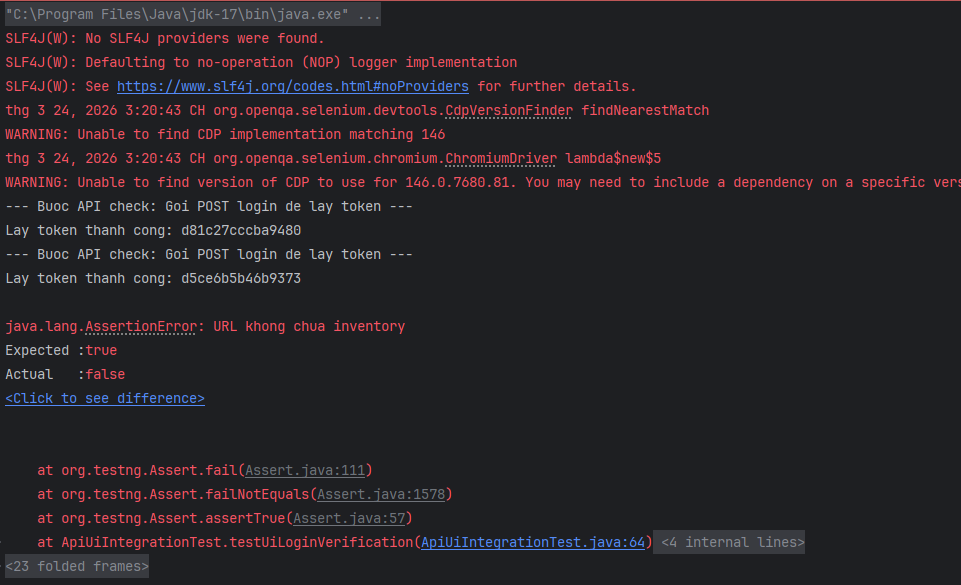 "C:\Program Files\Java\jdk-17\bin\java.exe" ...
SLF4J(W): No SLF4J providers were found.
SLF4J(W): Defaulting to no-operation (NOP) logger implementation
SLF4J(W): See https://www.slf4j.org/codes.html#noProviders for further details.
thg 3 24, 2026 3:20:43 CH org.openqa.selenium.devtools.CdpVersionFinder findNearestMatch
WARNING: Unable to find CDP implementation matching 146
thg 3 24, 2026 3:20:43 CH org.openqa.selenium.chromium.ChromiumDriver lambda$new$5
WARNING: Unable to find version of CDP to use for 146.0.7680.81. You may need to include a dependency on a specific vers
--- Buoc API check: Goi POST login de lay token ---
Lay token thanh cong: d81c27cccba9480
--- Buoc API check: Goi POST login de lay token ---
Lay token thanh cong: d5ce6b5b46b9373
java.lang.AssertionError: URL khong chua inventory
Expected :true
Actual   :false
<Click to see difference>
at org.testng.Assert.fail(Assert.java:111)
at org.testng.Assert.failNotEquals(Assert.java:1578)
at org.testng.Assert.assertTrue(Assert.java:57)
at ApiUiIntegrationTest.testUiLoginVerification(ApiUiIntegrationTest.java:64) <4 internal lines>
<23 folded frames>